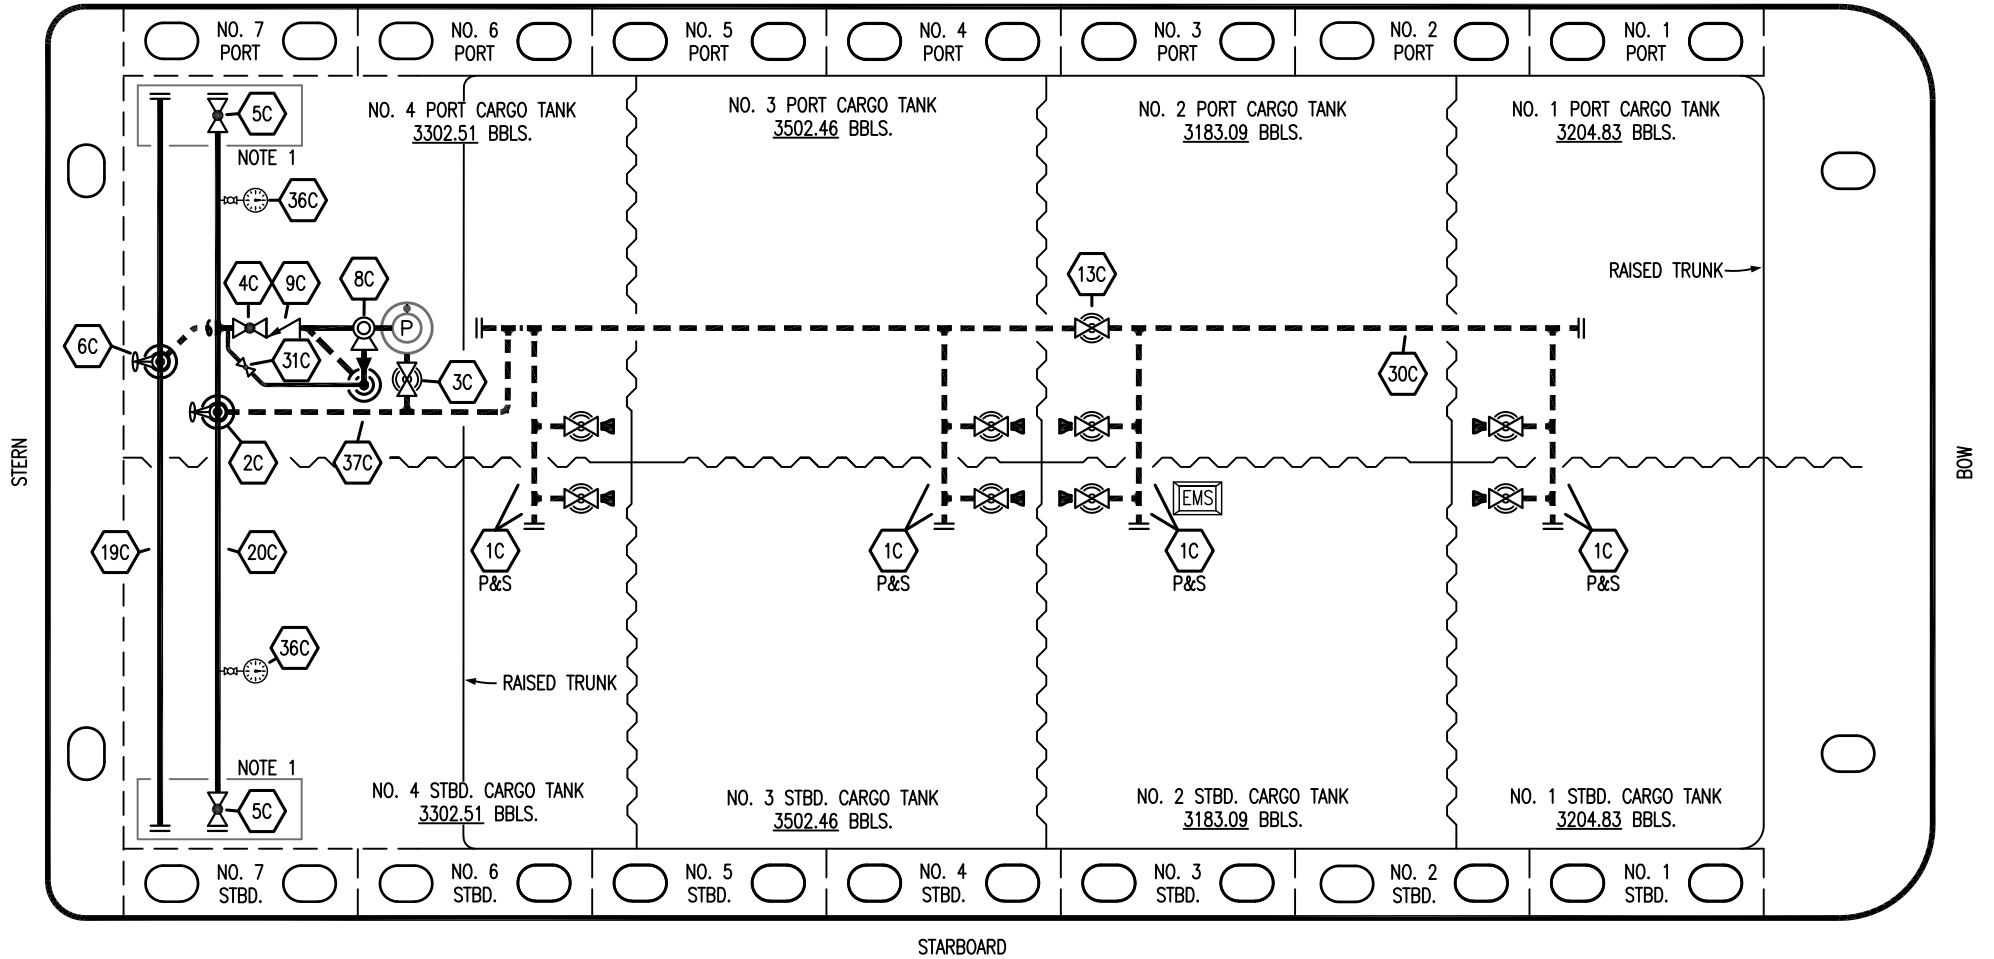 NO. 7
PORT
NO. 6
PORT
NO. 5
PORT
NO. 4
PORT
NO. 3
PORT
NO. 2
PORT
NO. 1
PORT
NO. 4 PORT CARGO TANK
3302.51 BBLS.
NO. 3 PORT CARGO TANK
3502.46 BBLS.
NO. 2 PORT CARGO TANK
3183.09 BBLS.
NO. 1 PORT CARGO TANK
3204.83 BBLS.
5C
NOTE 1
36C
4C
9C
8C
13C
RAISED TRUNK
P
6C
31C
3C
30C
STERN
2C
37C
BOW
EMS
19C
20C
1C
P&S
1C
P&S
1C
P&S
1C
P&S
36C
RAISED TRUNK
NOTE 1
5C
NO. 4 STBD. CARGO TANK
3302.51 BBLS.
NO. 3 STBD. CARGO TANK
3502.46 BBLS.
NO. 2 STBD. CARGO TANK
3183.09 BBLS.
NO. 1 STBD. CARGO TANK
3204.83 BBLS.
NO. 7
STBD.
NO. 6
STBD.
NO. 5
STBD.
NO. 4
STBD.
NO. 3
STBD.
NO. 2
STBD.
NO. 1
STBD.
STARBOARD